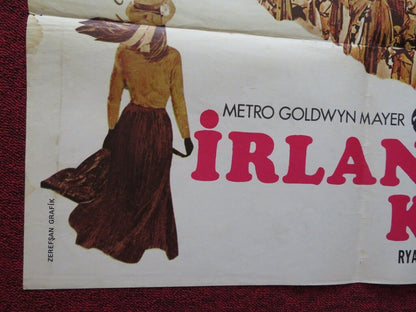 METRO GOLDWYN MAYER
İRLAN
K
RYA
ZEREFŞAN GRAFİK.